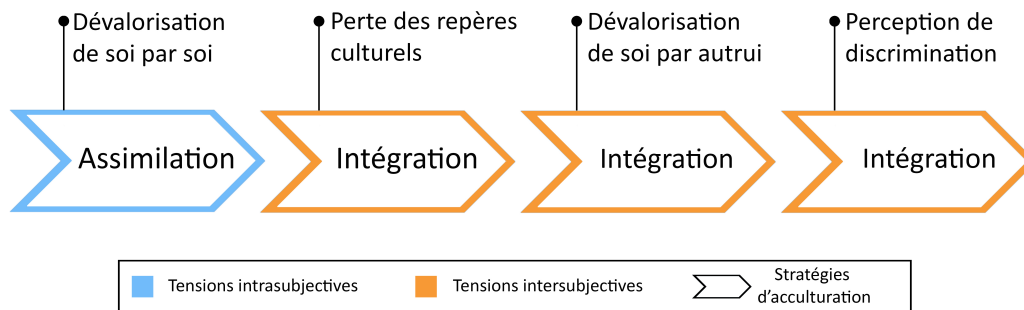 Dévalorisation
de soi par soi
Perte des repères
culturels
Dévalorisation
de soi par autrui
Perception de
discrimination
Assimilation
Intégration
Intégration
Intégration
Tensions intrasubjectives
Tensions intersubjectives
Stratégies
d'acculturation